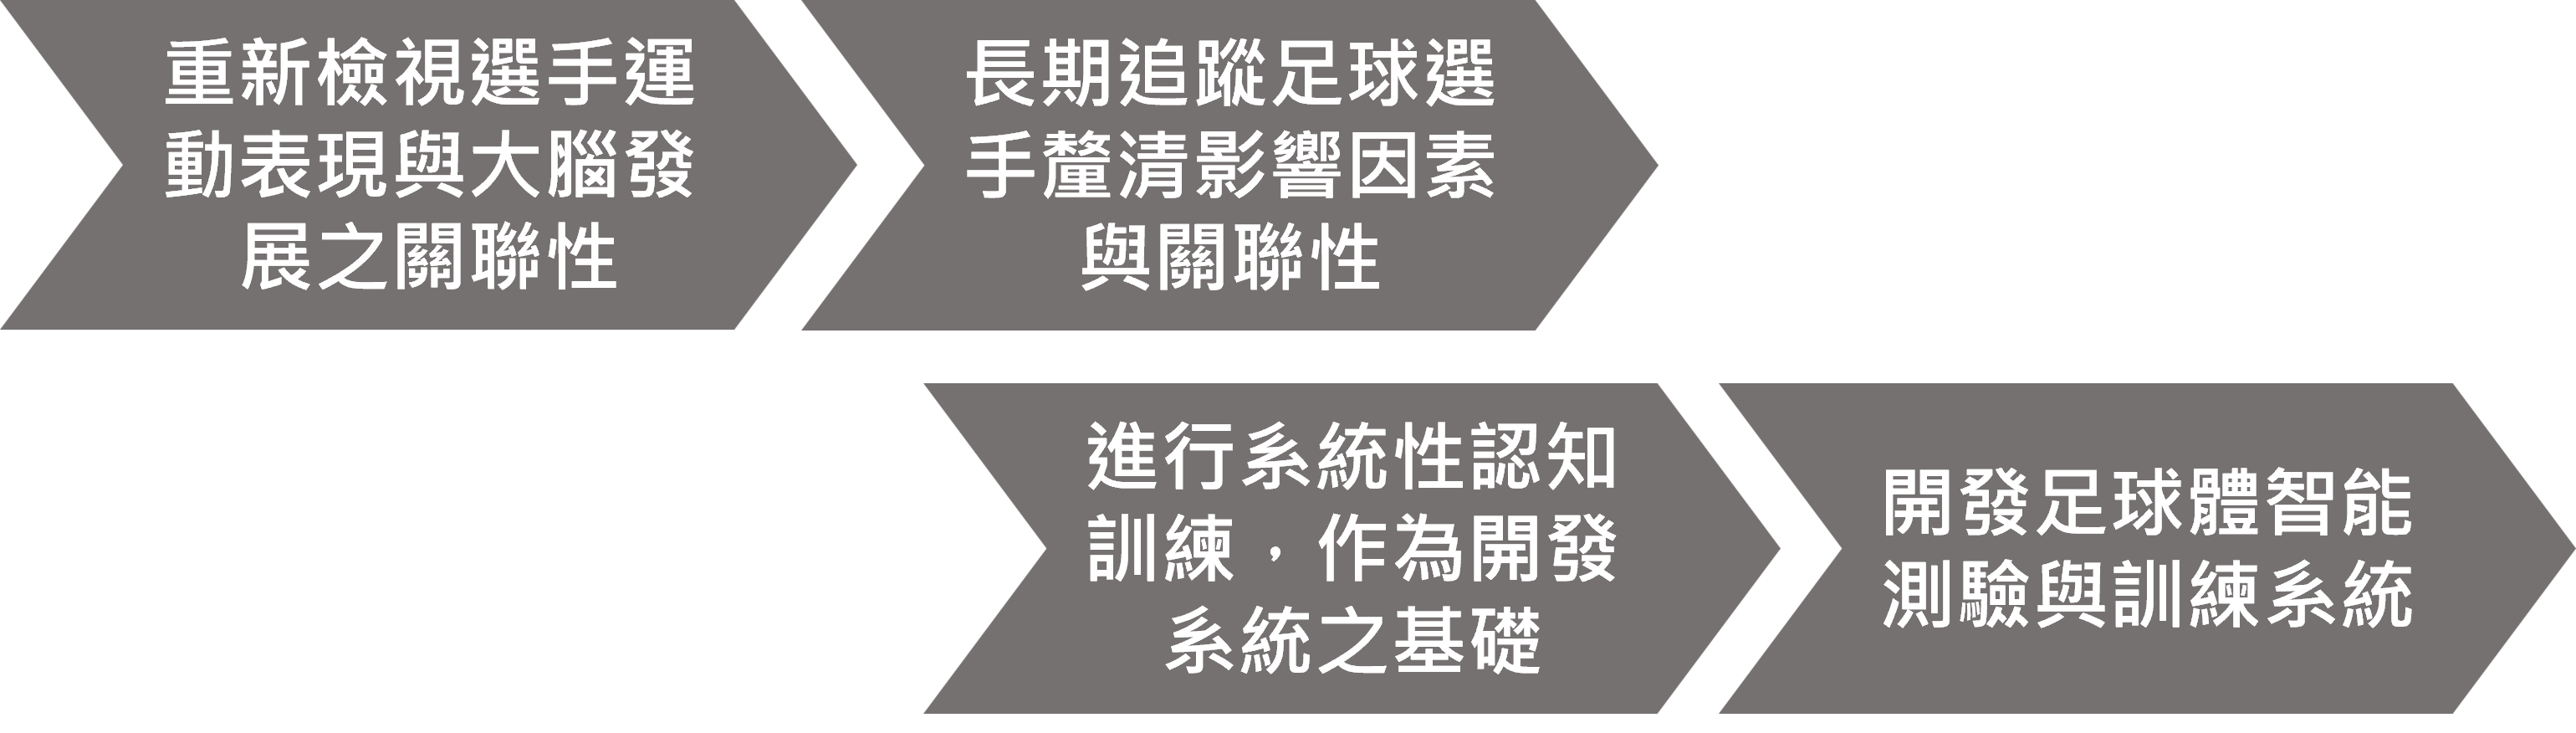 重新檢視選手運
動表現與大腦發
展之關聯性
長期追蹤足球選
手釐清影響因素
與關聯性
進行系統性認知
訓練，作為開發
系統之基礎
開發足球體智能
測驗與訓練系統